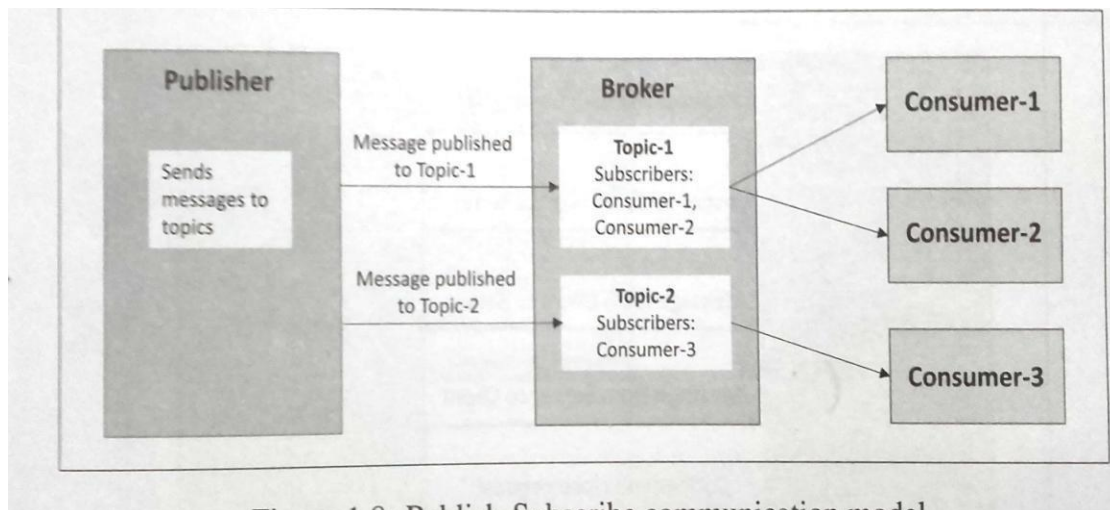 Publisher
Sends
messages to
topics
Message published
to Topic-1
Message published
to Topic-2
Broker
Topic-1
Subscribers:
Consumer-1,
Consumer-2
Topic-2
Subscribers:
Consumer-3
Consumer-1
Consumer-2
Consumer-3
Publish-Subscribe communication model